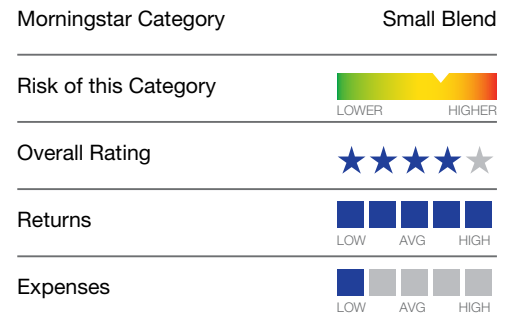 Morningstar Category Small Blend
Risk of this Category
LOWER HIGHER
Overall Rating
Returns
LOW AVG HIGH
Expenses
LOW AVG HIGH